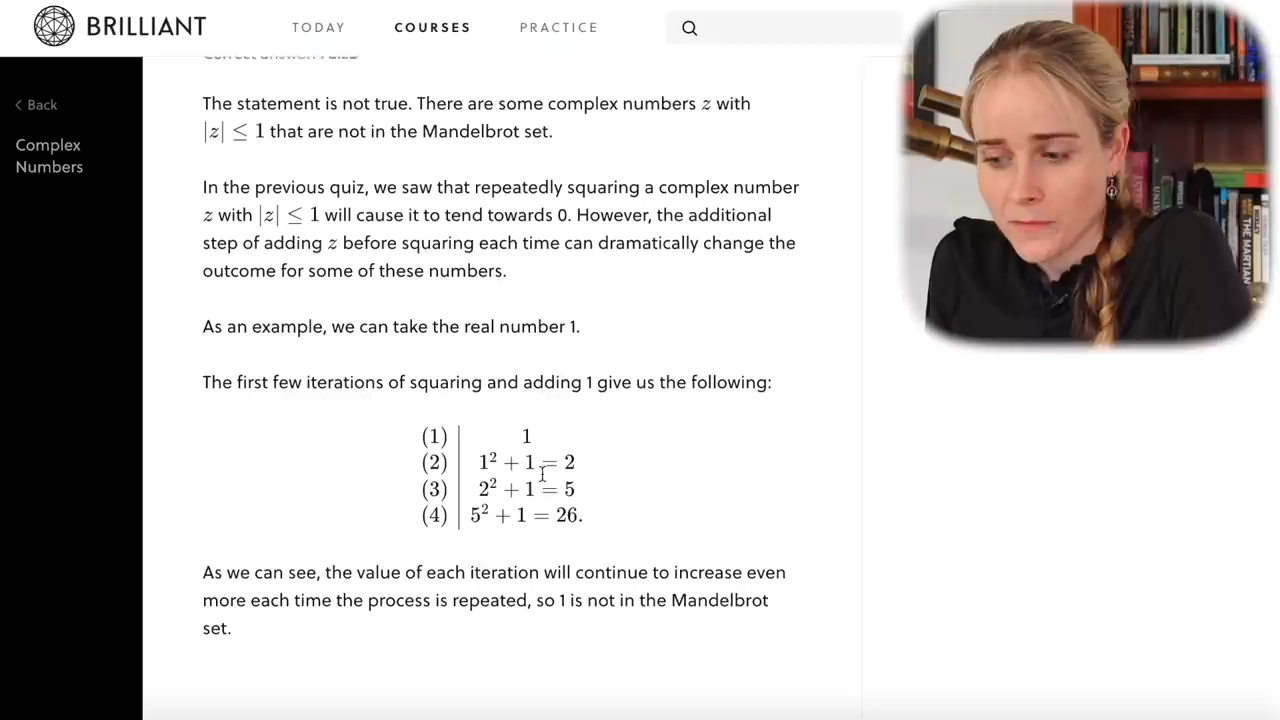 BRILLIANT
TODAY
COURSES
PRACTICE
Back
Complex
Numbers
The statement is not true. There are some complex numbers z with
|z| ≤ 1 that are not in the Mandelbrot set.
In the previous quiz, we saw that repeatedly squaring a complex number
z with |z| ≤ 1 will cause it to tend towards 0. However, the additional
step of adding z before squaring each time can dramatically change the
outcome for some of these numbers.
As an example, we can take the real number 1.
The first few iterations of squaring and adding 1 give us the following:
(1) 1
(2) 1² + 1 = 2
(3) 2² + 1 = 5
(4) 5² + 1 = 26.
As we can see, the value of each iteration will continue to increase even
more each time the process is repeated, so 1 is not in the Mandelbrot
set.
THE MARTIAN